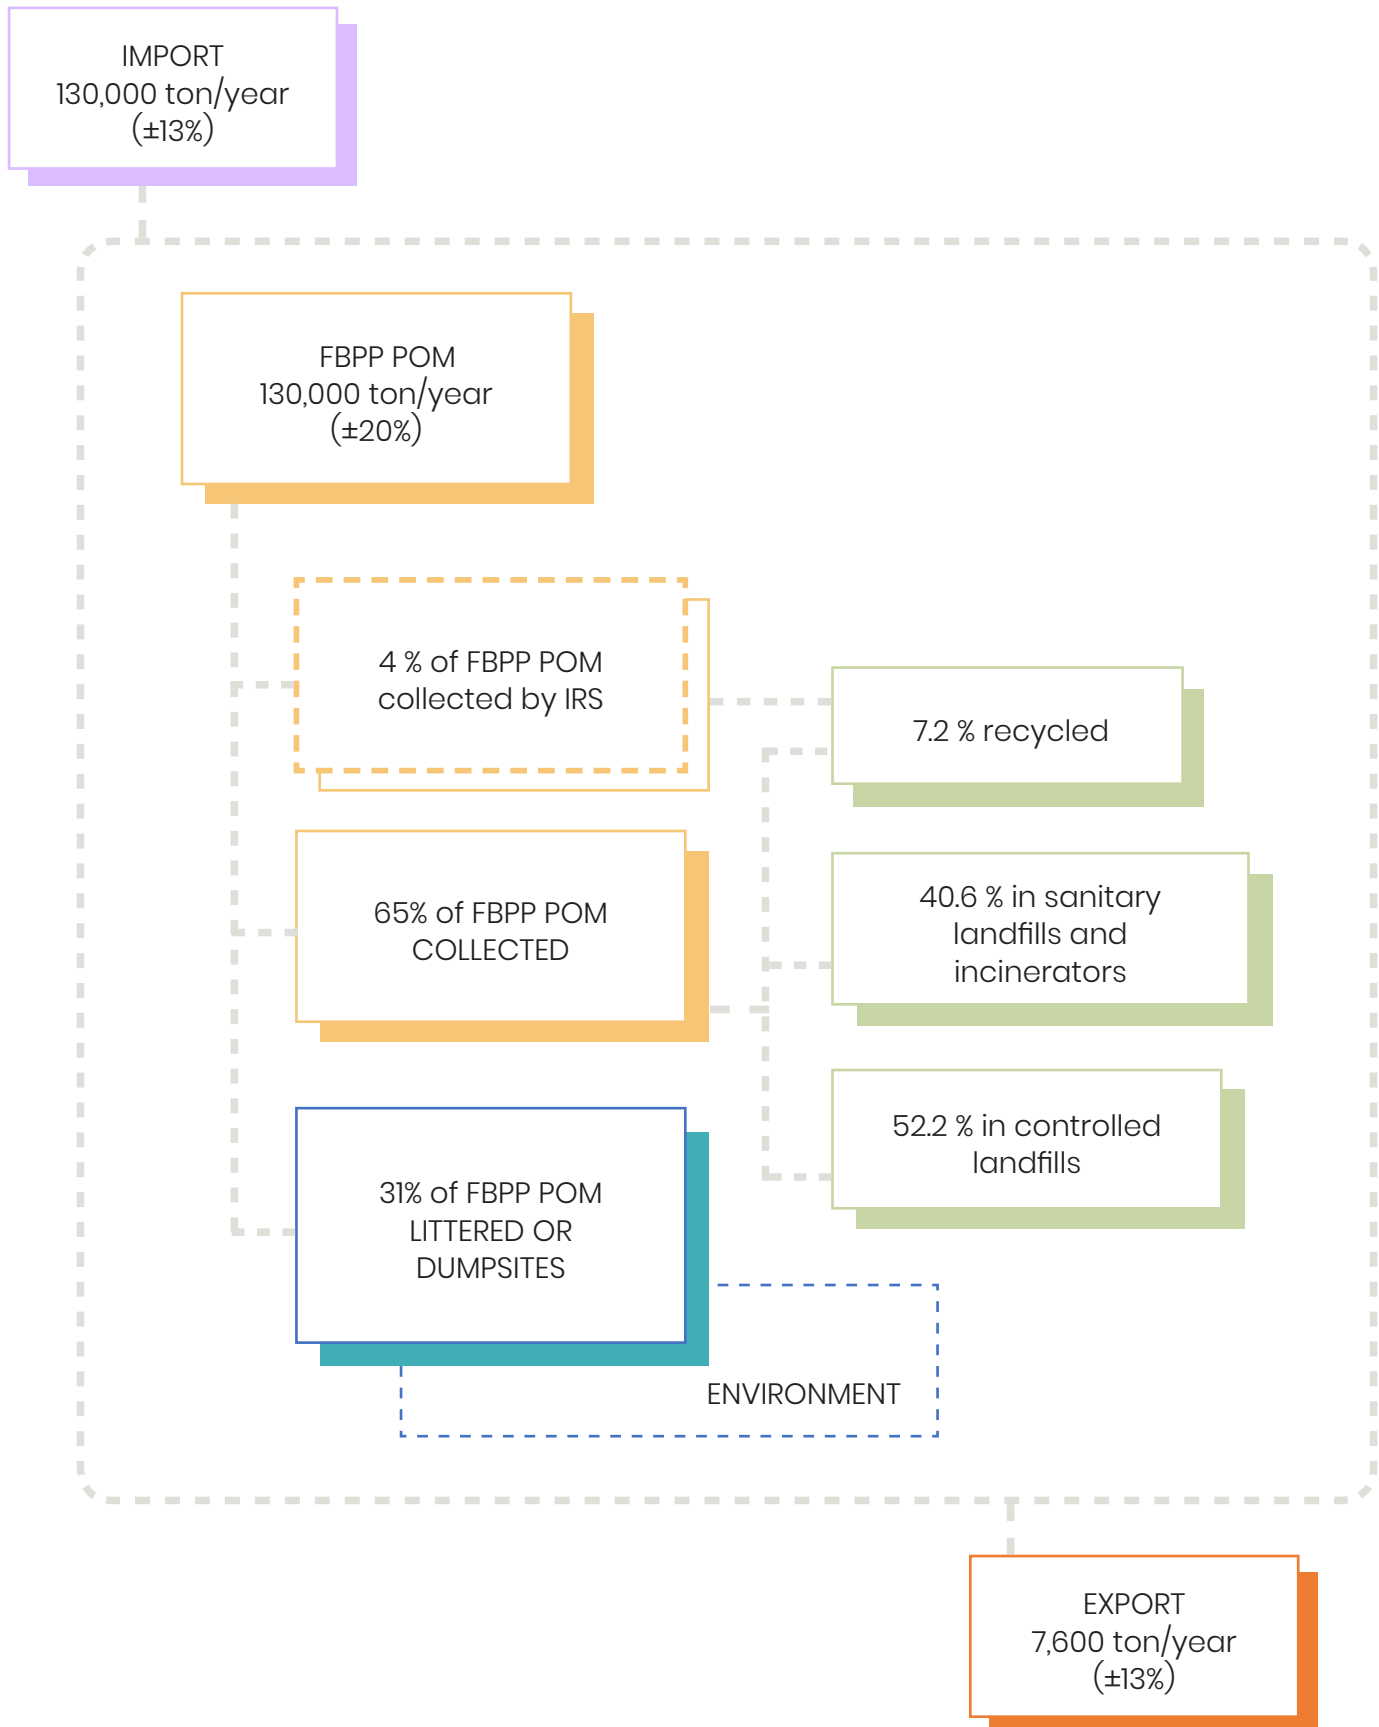 IMPORT
130,000 ton/year
(±13%)
FBPP POM
130,000 ton/year
(±20%)
4 % of FBPP POM
collected by IRS
7.2 % recycled
65% of FBPP POM
COLLECTED
40.6 % in sanitary
landfills and
incinerators
52.2 % in controlled
landfills
31% of FBPP POM
LITTERED OR
DUMPSITES
ENVIRONMENT
EXPORT
7,600 ton/year
(±13%)